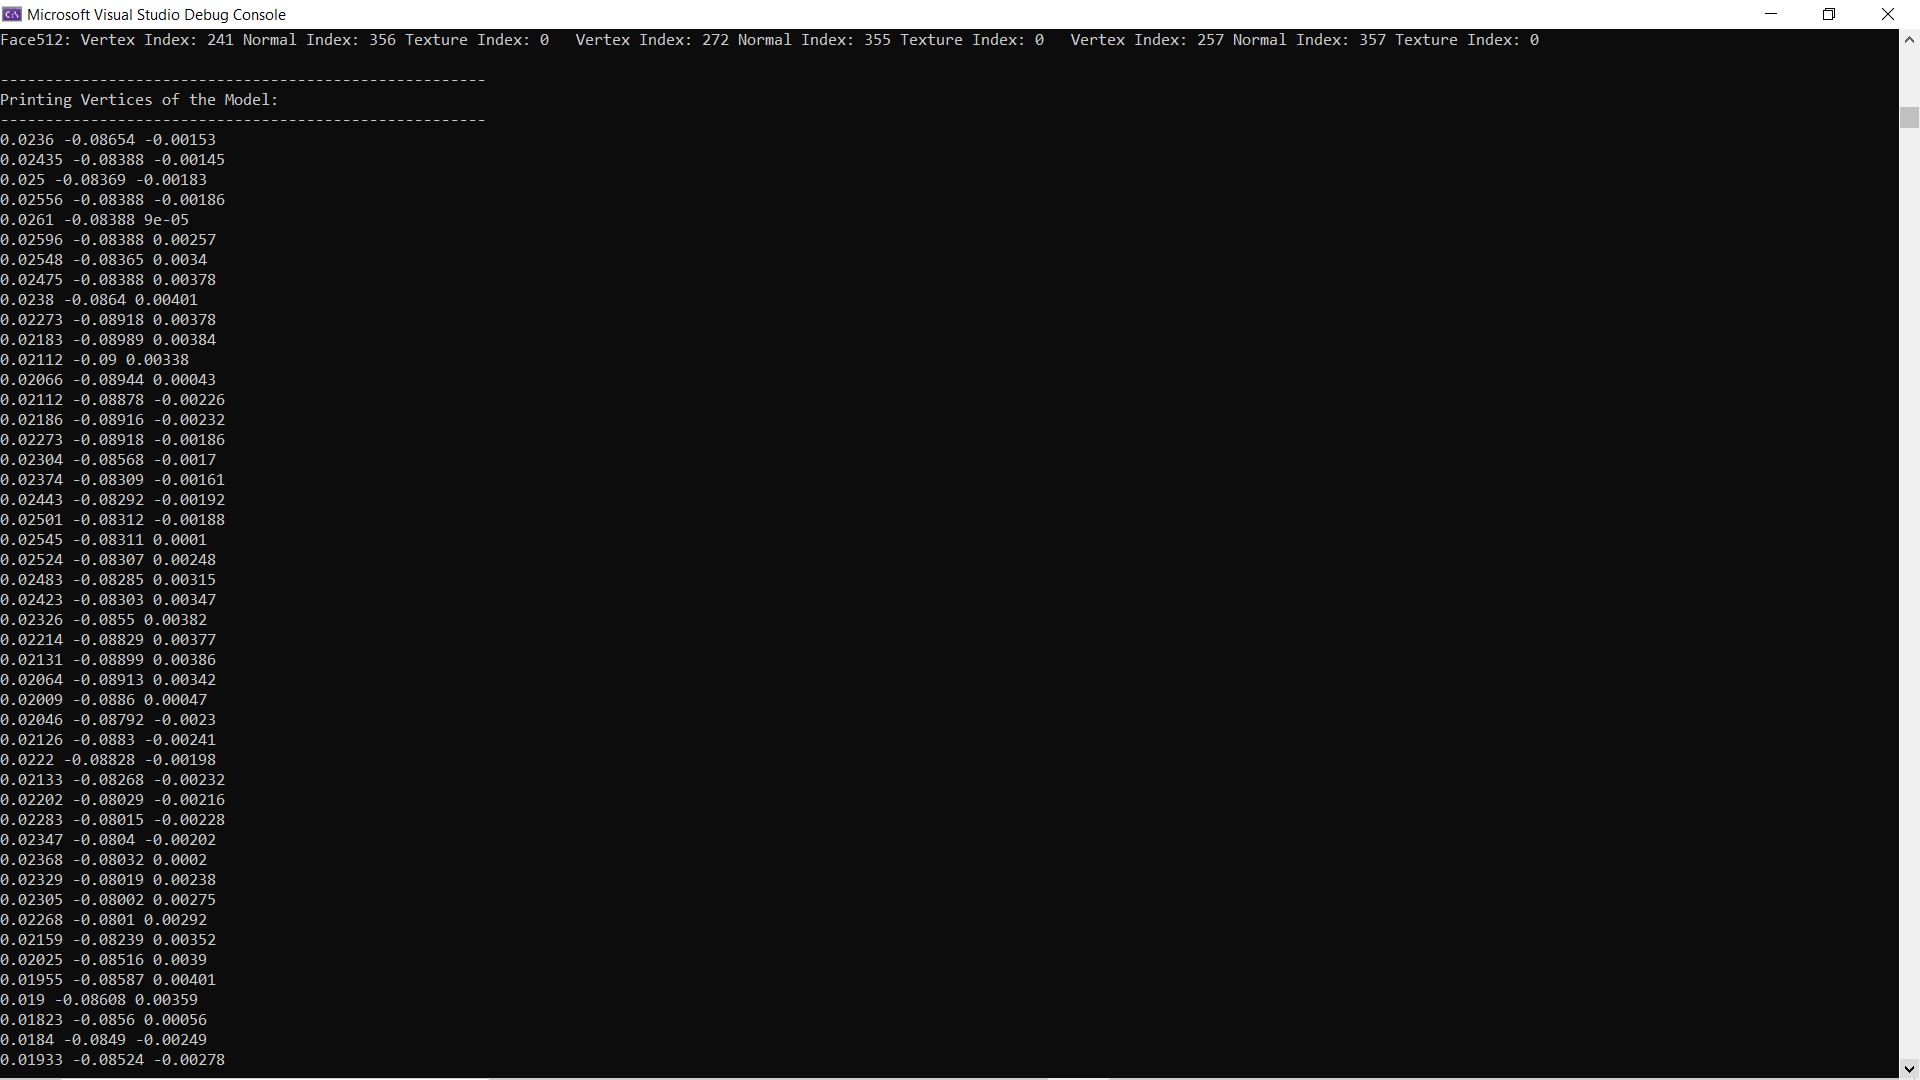 Microsoft Visual Studio Debug Console
Face512: Vertex Index: 241 Normal Index: 356 Texture Index: 0   Vertex Index: 272 Normal Index: 355 Texture Index: 0   Vertex Index: 257 Normal Index: 357 Texture Index: 0
------------------------------------------------------
Printing Vertices of the Model:
------------------------------------------------------
0.0236 -0.08654 -0.00153
0.02435 -0.08388 -0.00145
0.025 -0.08369 -0.00183
0.02556 -0.08388 -0.00186
0.0261 -0.08388 9e-05
0.02596 -0.08388 0.00257
0.02548 -0.08365 0.0034
0.02475 -0.08388 0.00378
0.0238 -0.0864 0.00401
0.02273 -0.08918 0.00378
0.02183 -0.08989 0.00384
0.02112 -0.09 0.00338
0.02066 -0.08944 0.00043
0.02112 -0.08878 -0.00226
0.02186 -0.08916 -0.00232
0.02273 -0.08918 -0.00186
0.02304 -0.08568 -0.0017
0.02374 -0.08309 -0.00161
0.02443 -0.08292 -0.00192
0.02501 -0.08312 -0.00188
0.02545 -0.08311 0.0001
0.02524 -0.08307 0.00248
0.02483 -0.08285 0.00315
0.02423 -0.08303 0.00347
0.02326 -0.0855 0.00382
0.02214 -0.08829 0.00377
0.02131 -0.08899 0.00386
0.02064 -0.08913 0.00342
0.02009 -0.0886 0.00047
0.02046 -0.08792 -0.0023
0.02126 -0.0883 -0.00241
0.0222 -0.08828 -0.00198
0.02133 -0.08268 -0.00232
0.02202 -0.08029 -0.00216
0.02283 -0.08015 -0.00228
0.02347 -0.0804 -0.00202
0.02368 -0.08032 0.0002
0.02329 -0.08019 0.00238
0.02305 -0.08002 0.00275
0.02268 -0.0801 0.00292
0.02159 -0.08239 0.00352
0.02025 -0.08516 0.0039
0.01955 -0.08587 0.00401
0.019 -0.08608 0.00359
0.01823 -0.0856 0.00056
0.0184 -0.0849 -0.00249
0.01933 -0.08524 -0.00278